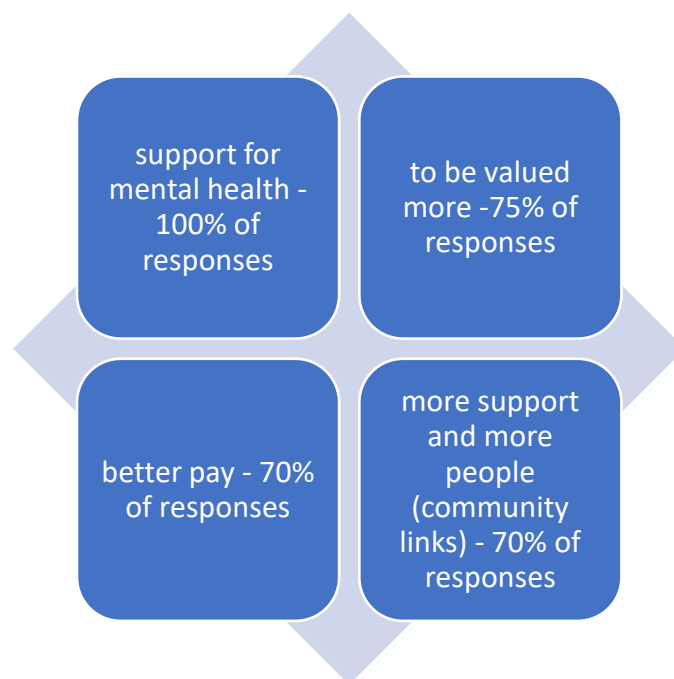 support for
mental health -
100% of
responses
to be valued
more -75% of
responses
better pay - 70%
of responses
more support
and more
people
(community
links) - 70% of
responses